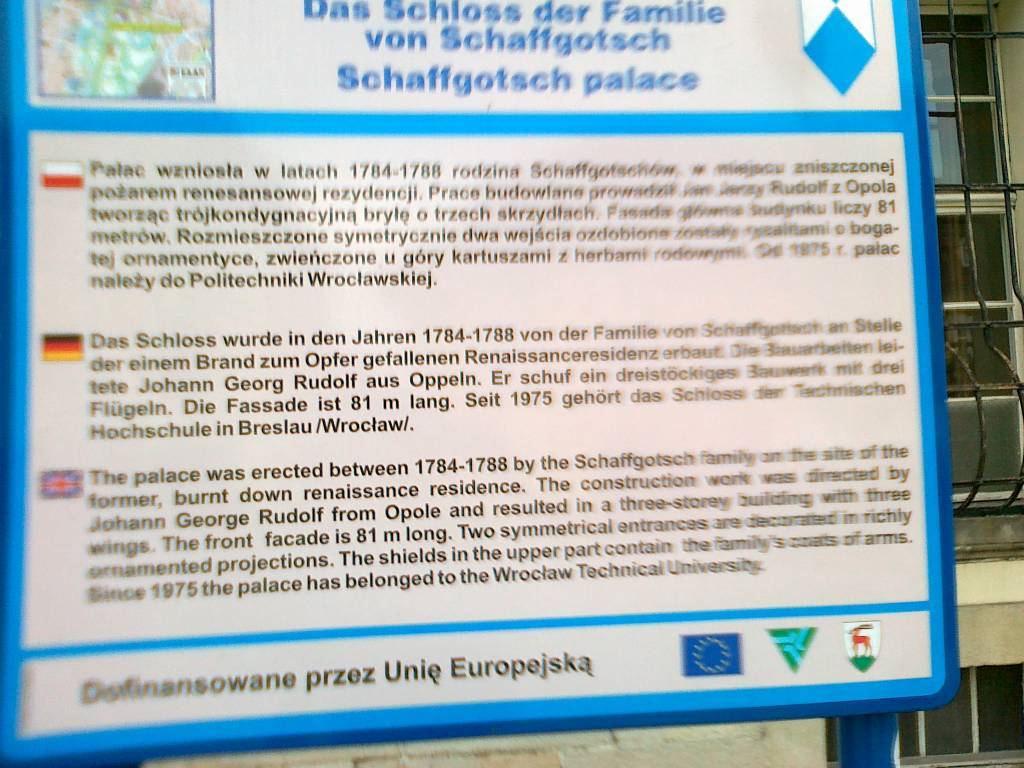 Das Schloss der Familie
von Schaffgotsch
Schaffgotsch palace
Pałac wzniosła w latach 1784-1788 rodzina Schaffgotschów, w miejscu zniszczonej
pożarem renesansowej rezydencji. Prace budowlane prowadził Jan Jerzy Rudolf z Opola
tworząc trójkondygnacyjną bryłę o trzech skrzydłach. Fasada główna budynku liczy 81
metrów. Rozmieszczone symetrycznie dwa wejścia ozdobione zostały ryzalitami o boga-
tej ornamentyce, zwieńczone u góry kartuszami z herbami rodowymi. Od 1975 r. pałac
należy do Politechniki Wrocławskiej.
Das Schloss wurde in den Jahren 1784-1788 von der Familie von Schaffgotsch an Stelle
der einem Brand zum Opfer gefallenen Renaissanceresidenz erbaut. Die Bauarbeiten lei-
tete Johann Georg Rudolf aus Oppeln. Er schuf ein dreistöckiges Bauwerk mit drei
Flügeln. Die Fassade ist 81 m lang. Seit 1975 gehört das Schloss der Technischen
Hochschule in Breslau /Wrocław/.
The palace was erected between 1784-1788 by the Schaffgotsch family on the site of the
former, burnt down renaissance residence. The construction work was directed by
Johann George Rudolf from Opole and resulted in a three-storey building with three
wings. The front facade is 81 m long. Two symmetrical entrances are decorated in richly
ornamented projections. The shields in the upper part contain the family's coats of arms.
Since 1975 the palace has belonged to the Wrocław Technical University.
Dofinansowane przez Unię Europejską